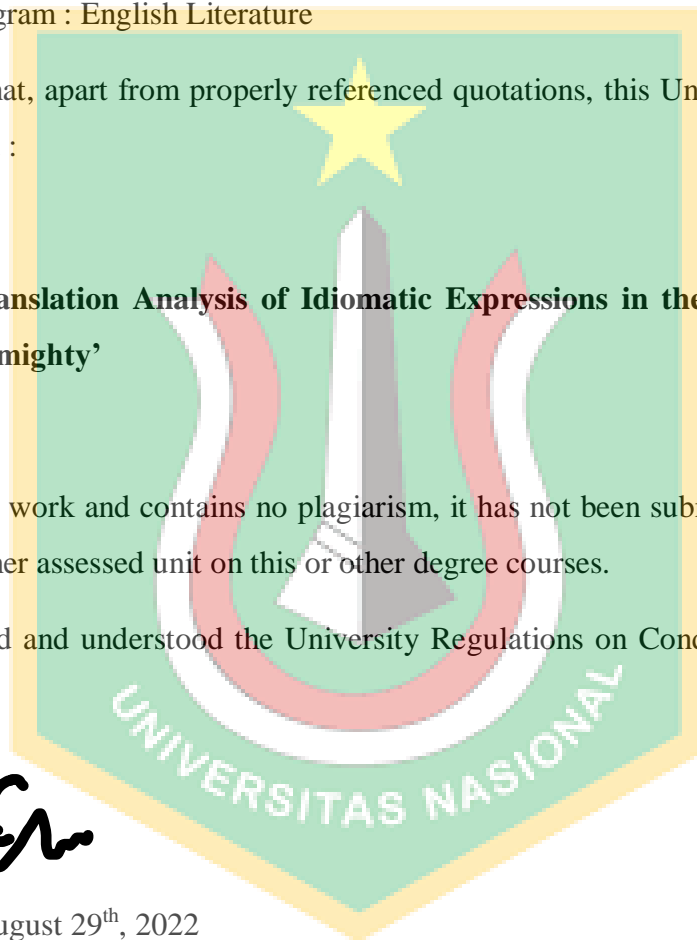 gram : English Literature
at, apart from properly referenced quotations, this Un
:
anslation Analysis of Idiomatic Expressions in the
mighty’
work and contains no plagiarism, it has not been sub
her assessed unit on this or other degree courses.
d and understood the University Regulations on Cond
UNIVERSITAS NASIONAL
ugust 29th, 2022